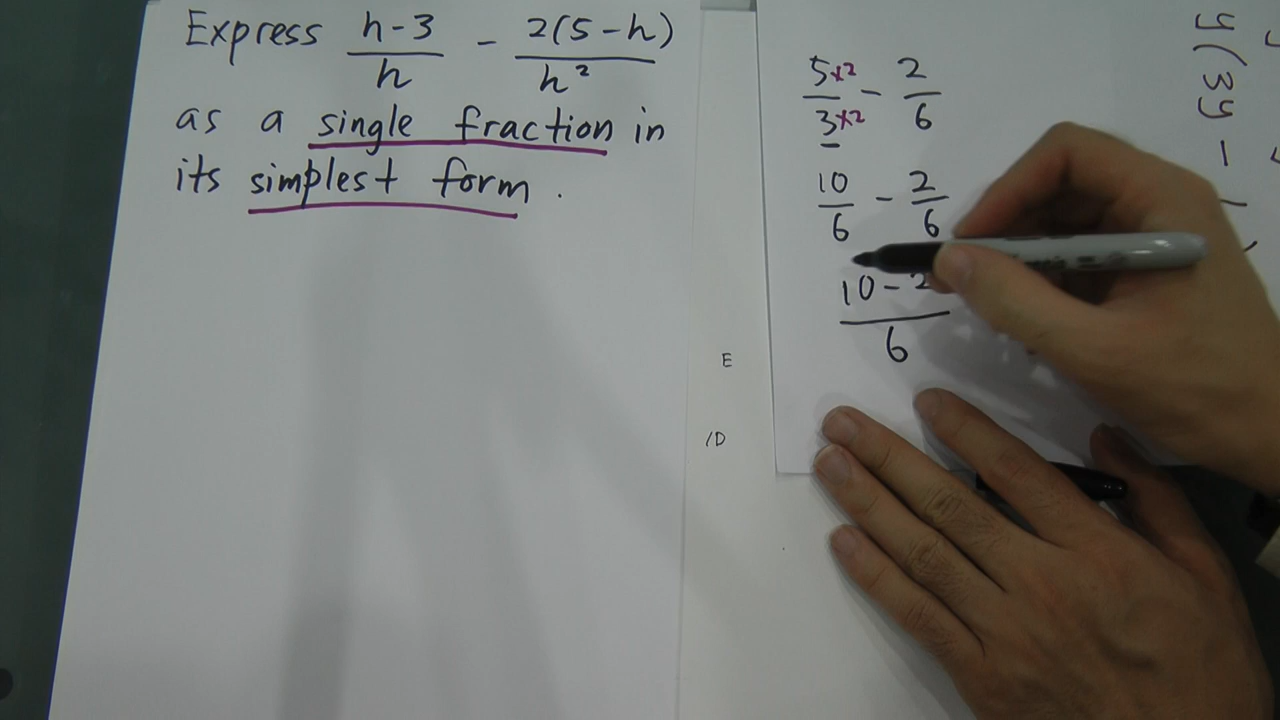 Express h-3/h - 2(5-h)/h²
as a single fraction in
its simplest form.
E
/D
5×2/3×2 - 2/6
10/6 - 2/6
10-2/6
y(3y-